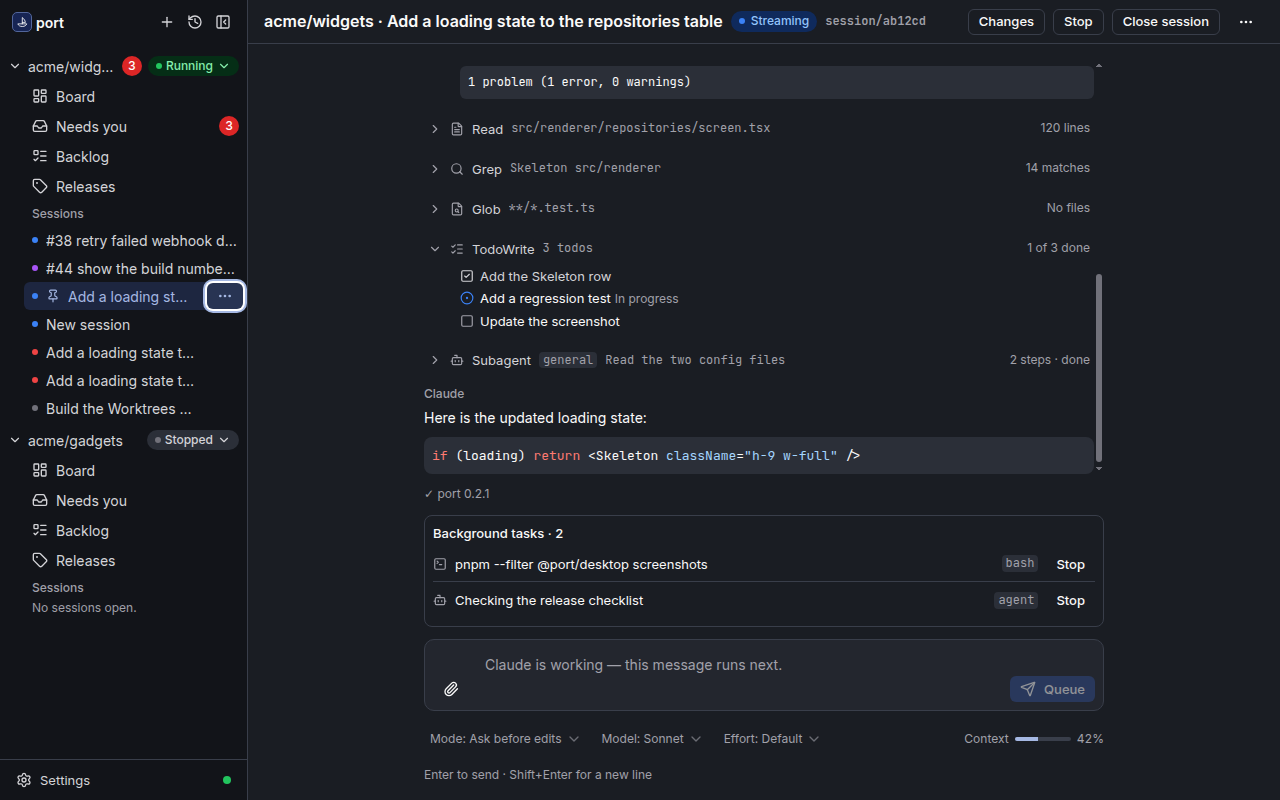 port
acme/widg... 3 Running
Board
Needs you 3
Backlog
Releases
Sessions
#38 retry failed webhook d...
#44 show the build numbe...
Add a loading st...
New session
Add a loading state t...
Add a loading state t...
Build the Worktrees ...
acme/gadgets Stopped
Board
Needs you
Backlog
Releases
Sessions
No sessions open.
Settings
acme/widgets · Add a loading state to the repositories table Streaming session/ab12cd Changes Stop Close session
1 problem (1 error, 0 warnings)
Read src/renderer/repositories/screen.tsx 120 lines
Grep Skeleton src/renderer 14 matches
Glob **/*.test.ts No files
TodoWrite 3 todos 1 of 3 done
Add the Skeleton row
Add a regression test In progress
Update the screenshot
Subagent general Read the two config files 2 steps · done
Claude
Here is the updated loading state:
if (loading) return <Skeleton className="h-9 w-full" />
✓ port 0.2.1
Background tasks · 2
pnpm --filter @port/desktop screenshots bash Stop
Checking the release checklist agent Stop
Claude is working — this message runs next.
Queue
Mode: Ask before edits Model: Sonnet Effort: Default Context 42%
Enter to send · Shift+Enter for a new line